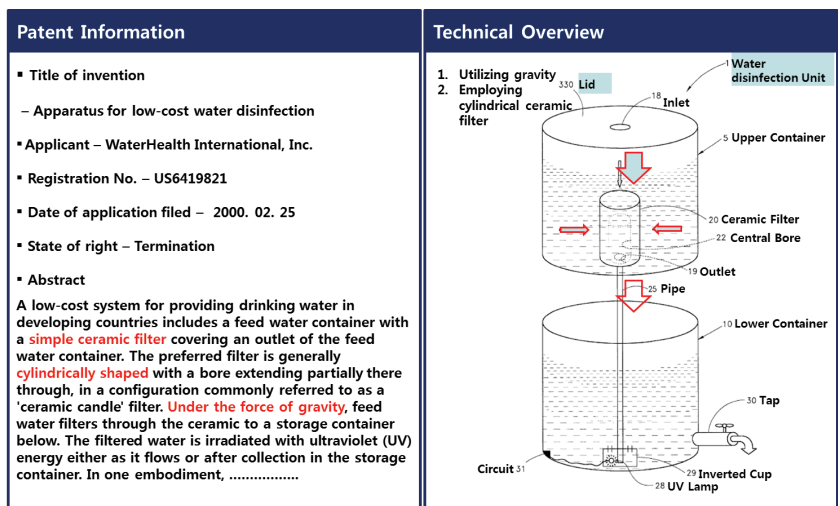 Patent Information
▪ Title of invention
– Apparatus for low-cost water disinfection
▪ Applicant – WaterHealth International, Inc.
▪ Registration No. – US6419821
▪ Date of application filed – 2000. 02. 25
▪ State of right – Termination
▪ Abstract
A low-cost system for providing drinking water in
developing countries includes a feed water container with
a simple ceramic filter covering an outlet of the feed
water container. The preferred filter is generally
cylindrically shaped with a bore extending partially there
through, in a configuration commonly referred to as a
'ceramic candle' filter. Under the force of gravity, feed
water filters through the ceramic to a storage container
below. The filtered water is irradiated with ultraviolet (UV)
energy either as it flows or after collection in the storage
container. In one embodiment, .................
Technical Overview
1. Utilizing gravity
2. Employing
cylindrical ceramic
filter
1 Water
disinfection Unit
330 Lid
18 Inlet
5 Upper Container
20 Ceramic Filter
22 Central Bore
19 Outlet
25 Pipe
10 Lower Container
30 Tap
Circuit 31
29 Inverted Cup
28 UV Lamp